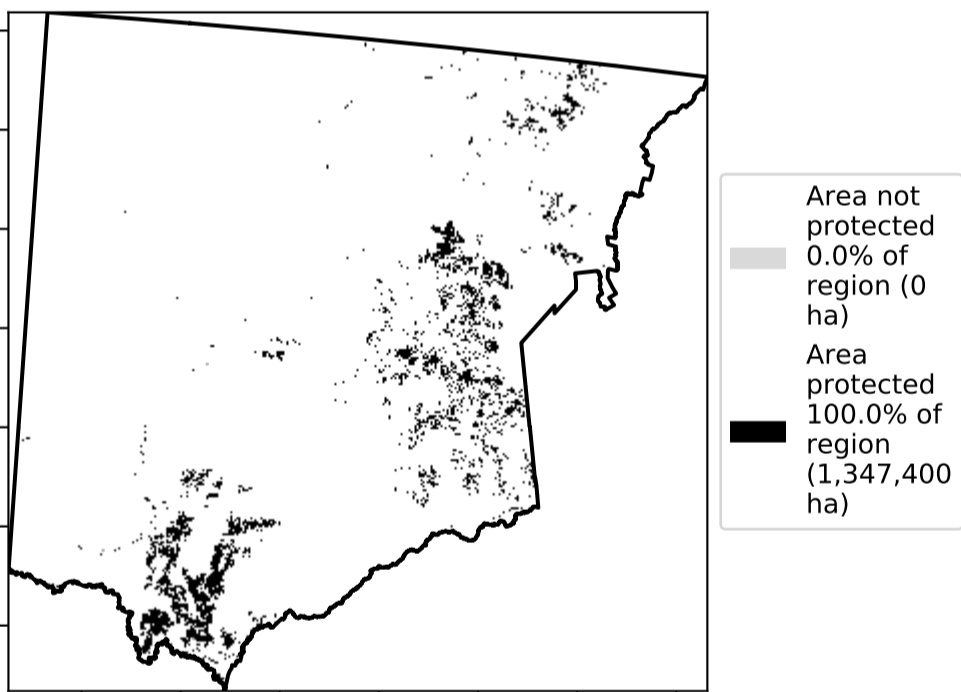 Area not
protected
0.0% of
region (0
ha)
Area
protected
100.0% of
region
(1,347,400
ha)